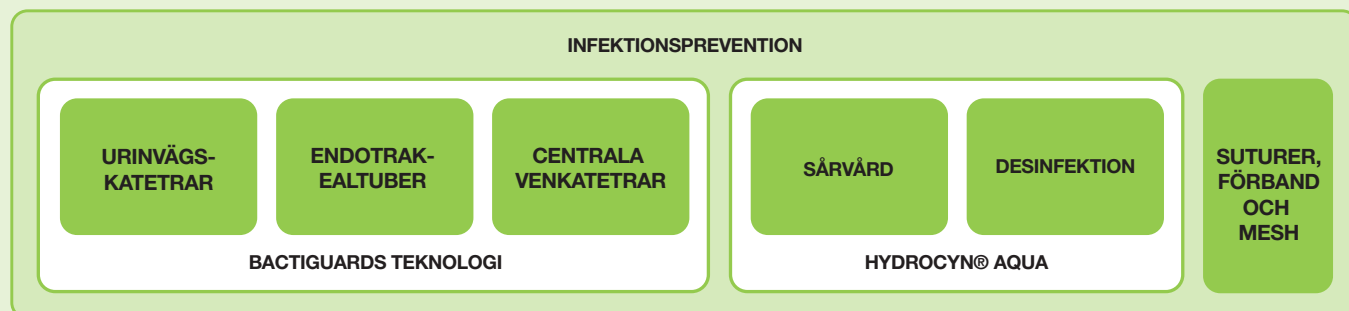 INFEKTIONSPREVENTION
URINVÄGS-
KATETRAR
ENDOTRAK-
EALTUBER
CENTRALA
VENKATETRAR
BACTIGUARDS TEKNOLOGI
SÅRVÅRD
DESINFEKTION
HYDROCYN® AQUA
SUTURER,
FÖRBAND
OCH
MESH